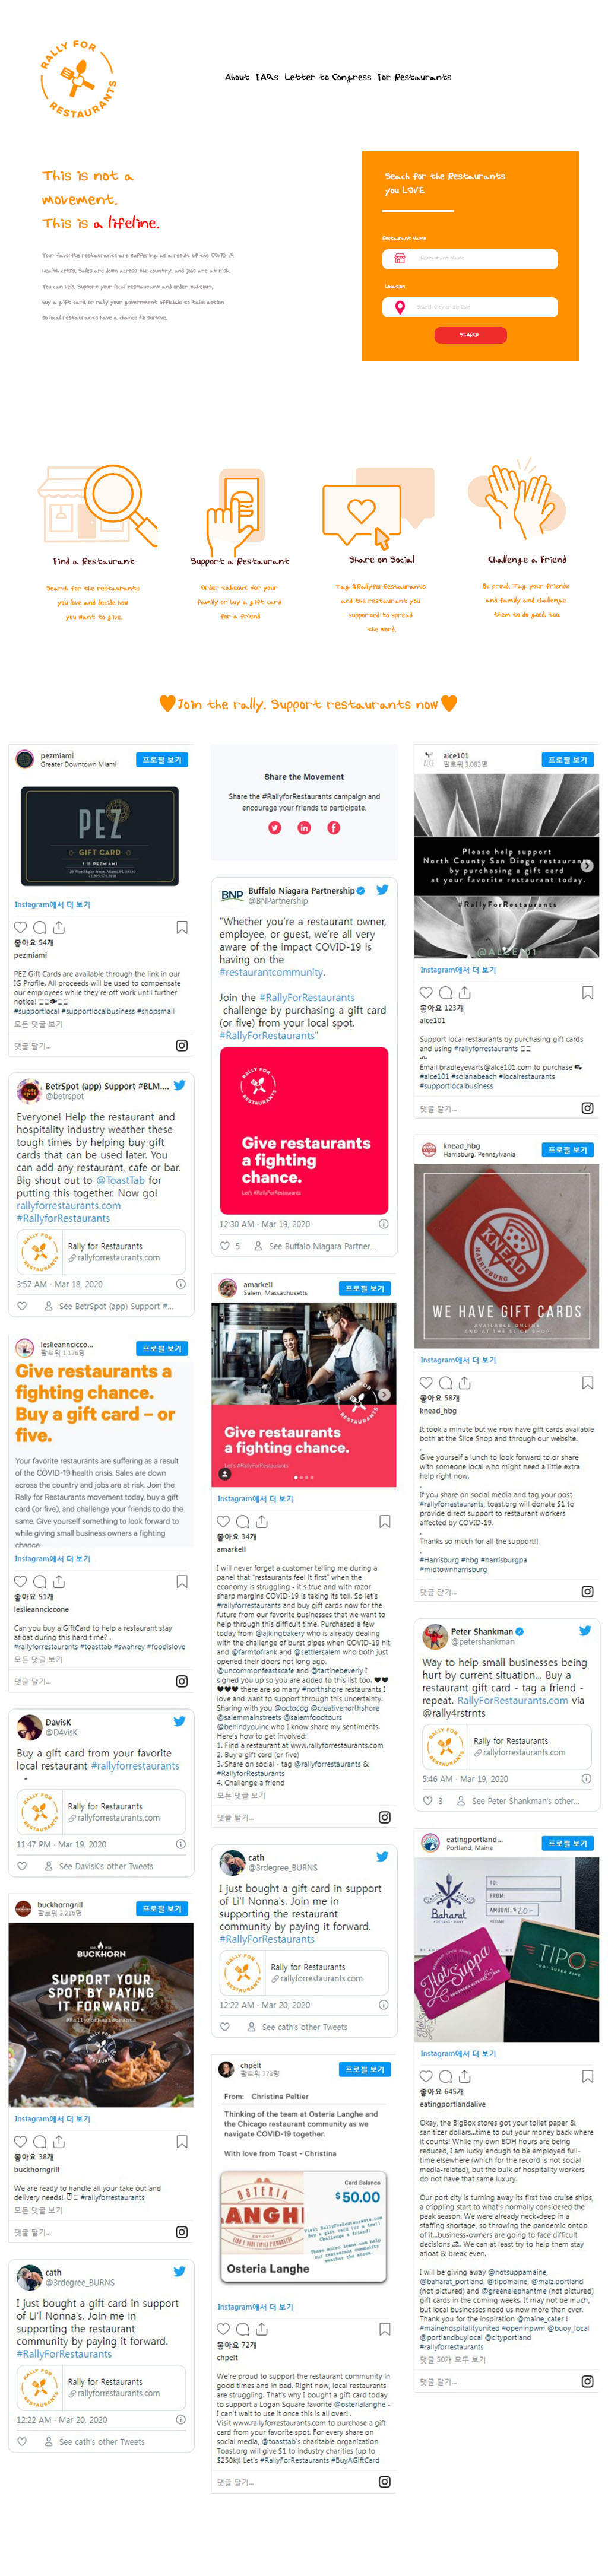 RALLY FOR
RESTAURANTS
About FAQs Letter to Congress For Restaurants
This is not a
movement.
This is a lifeline.
Your favorite restaurants are suffering as a result of the COVID-19
health crisis. Sales are down across the country, and jobs are at risk.
You can help. Support your local restaurant and order takeout,
buy a gift card, or rally your government officials to take action
so local restaurants have a chance to survive.
Seach for the Restaurants
you LOVE
Restaurant Name
Restaurant Name
Location
Search City or Zip Code
SEARCH
Find a Restaurant
Search for the restaurants
you love and decide how
you want to give.
Support a Restaurant
Order takeout for your
family or buy a gift card
for a friend
Share on Social
Tag #RallyforRestaurants
and the restaurant you
supported to spread
the word.
Challenge a Friend
Be proud. Tag your friends
and family and challenge
them to do good, too.
Join the rally. Support restaurants now
pezmiami
Greater Downtown Miami
프로필 보기
PEZ
GIFT CARD
PEZMIAMI
Instagram에서 더 보기
좋아요 54개
pezmiami
PEZ Gift Cards are available through the link in our
IG Profile. All proceeds will be used to compensate
our employees while they're off work until further
notice!
#supportlocal #supportlocalbusiness #shopsmall
모든 댓글 보기
댓글 달기...
BetrSpot (app) Support #BLM....
@betrspot
Everyone! Help the restaurant and
hospitality industry weather these
tough times by helping buy gift
cards that can be used later. You
can add any restaurant, cafe or bar.
Big shout out to @ToastTab for
putting this together. Now go!
rallyforrestaurants.com
#RallyforRestaurants
RALLY FOR
RESTAURANTS
Rally for Restaurants
rallyforrestaurants.com
3:57 AM · Mar 18, 2020
See BetrSpot (app) Support #...
leslieanncicco...
팔로워 1,176명
프로필 보기
Give restaurants a
fighting chance.
Buy a gift card – or
five.
Your favorite restaurants are suffering as a result
of the COVID-19 health crisis. Sales are down
across the country and jobs are at risk. Join the
Rally for Restaurants movement today, buy a gift
card (or five), and challenge your friends to do the
same. Give yourself something to look forward to
while giving small business owners a fighting
chance
Instagram에서 더 보기
좋아요 51개
leslieannciccone
Can you buy a GiftCard to help a restaurant stay
afloat during this hard time? .
#rallyforrestaurants #toasttab #swahrey #foodislove
모든 댓글 보기
댓글 달기...
DavisK
@D4visK
Buy a gift card from your favorite
local restaurant #rallyforrestaurants
-
RALLY FOR
RESTAURANTS
Rally for Restaurants
rallyforrestaurants.com
11:47 PM · Mar 19, 2020
See DavisK's other Tweets
buckhorngrill
팔로워 3,216명
프로필 보기
BUCKHORN
SUPPORT YOUR
SPOT BY PAYING
IT FORWARD.
#RallyforRestaurants
RALLY FOR
RESTAURANTS
Instagram에서 더 보기
좋아요 38개
buckhorngrill
We are ready to handle all your take out and
delivery needs! #rallyforrestaurants
모든 댓글 보기
댓글 달기...
cath
@3rdegree_BURNS
I just bought a gift card in support
of Li'l Nonna's. Join me in
supporting the restaurant
community by paying it forward.
#RallyForRestaurants
RALLY FOR
RESTAURANTS
Rally for Restaurants
rallyforrestaurants.com
12:22 AM · Mar 20, 2020
See cath's other Tweets
Share the Movement
Share the #RallyforRestaurants campaign and
encourage your friends to participate.
BNP
Buffalo Niagara Partnership
@BNPartnership
"Whether you're a restaurant owner,
employee, or guest, we're all very
aware of the impact COVID-19 is
having on the
#restaurantcommunity.
Join the #RallyForRestaurants
challenge by purchasing a gift card
(or five) from your local spot.
#RallyForRestaurants"
RALLY FOR
RESTAURANTS
Give restaurants
a fighting
chance.
Let's #RallyForRestaurants
12:30 AM · Mar 19, 2020
5 See Buffalo Niagara Partner...
amarkell
Salem, Massachusetts
프로필 보기
RALLY FOR
RESTAURANTS
Give restaurants
a fighting chance.
Let's #RallyForRestaurants
Instagram에서 더 보기
좋아요 34개
amarkell
I will never forget a customer telling me during a
panel that "restaurants feel it first" when the
economy is struggling - it's true and with razor
sharp margins COVID-19 is taking its toll. So let's
#rallyforrestaurants and buy gift cards now for the
future from our favorite businesses that we want to
help through this difficult time. Purchased a few
today from @ajkingbakery who is already dealing
with the challenge of burst pipes when COVID-19 hit
and @farmtofrank and @settlersalem who both just
opened their doors not long ago.
@uncommonfeastscafe and @tartinebeverly I
signed you up so you are added to this list too. ❤❤
❤❤❤ there are so many #northshore restaurants I
love and want to support through this uncertainty.
Sharing with you @octocog @creativenorthshore
@salemmainstreets @salemfoodtours
@behindyouinc who I know share my sentiments.
Here's how to get involved:
1. Find a restaurant at www.rallyforrestaurants.com
2. Buy a gift card (or five)
3. Share on social - tag @rallyforrestaurants &
#RallyforRestaurants
4. Challenge a friend
모든 댓글 보기
댓글 달기...
cath
@3rdegree_BURNS
I just bought a gift card in support
of Li'l Nonna's. Join me in
supporting the restaurant
community by paying it forward.
#RallyForRestaurants
RALLY FOR
RESTAURANTS
Rally for Restaurants
rallyforrestaurants.com
12:22 AM · Mar 20, 2020
See cath's other Tweets
chpelt
팔로워 773명
프로필 보기
From: Christina Peltier
Thinking of the team at Osteria Langhe and
the Chicago restaurant community as we
navigate COVID-19 together.
With love from Toast - Christina
OSTERIA
ANGH
Card Balance
$50.00
Visit RallyForRestaurants.com
Buy a gift card (or a few!)
Challenge a friend!
These micro loans can help
our restaurants weather
the storm.
Osteria Langhe
Instagram에서 더 보기
좋아요 72개
chpelt
We're proud to support the restaurant community in
good times and in bad. Right now, local restaurants
are struggling. That's why I bought a gift card today
to support a Logan Square favorite @osterialanghe -
I can't wait to use it once this is all over! .
Visit www.rallyforrestaurants.com to purchase a gift
card from your favorite spot. For every share on
social media, @toasttab's charitable organization
Toast.org will give $1 to industry charities (up to
$250k)! Let's #RallyForRestaurants #BuyAGiftCard
댓글 달기...
alce101
팔로워 3,083명
프로필 보기
Please help support
North County San Diego restaurants
by purchasing a gift card
at your favorite restaurant today.
#RallyForRestaurants
@ALCE101
Instagram에서 더 보기
좋아요 123개
alce101
Support local restaurants by purchasing gift cards
and using #rallyforrestaurants
Email bradleyevarts@alce101.com to purchase
#alce101 #solanabeach #localrestaurants
#supportlocalbusiness
댓글 달기...
knead_hbg
Harrisburg, Pennsylvania
프로필 보기
KNEAD
HARRISBURG
WE HAVE GIFT CARDS
AVAILABLE ONLINE
AND AT THE SLICE SHOP
Instagram에서 더 보기
좋아요 58개
knead_hbg
It took a minute but we now have gift cards available
both at the Slice Shop and through our website.
.
Give yourself a lunch to look forward to or share
with someone local who might need a little extra
help right now.
.
If you share on social media and tag your post
#rallyforrestaurants, toast.org will donate $1 to
provide direct support to restaurant workers
affected by COVID-19.
.
Thanks so much for all the support!!
.
#Harrisburg #hbg #harrisburgpa
#midtownharrisburg
댓글 달기...
Peter Shankman
@petershankman
Way to help small businesses being
hurt by current situation... Buy a
restaurant gift card - tag a friend -
repeat. RallyForRestaurants.com via
@rally4rstrnts
RALLY FOR
RESTAURANTS
Rally for Restaurants
rallyforrestaurants.com
5:46 AM · Mar 19, 2020
3 See Peter Shankman's other...
eatingportland...
Portland, Maine
프로필 보기
TO:
FROM:
AMOUNT: $20-
Baharat
Hot Suppa
TIPO
Instagram에서 더 보기
좋아요 645개
eatingportlandalive
Okay, the BigBox stores got your toilet paper &
sanitizer dollars...time to put your money back where
it counts! While my own BOH hours are being
reduced, I am lucky enough to be employed full-
time elsewhere (which for the record is not social
media-related), but the bulk of hospitality workers
do not have that same luxury.
Our port city is turning away its first two cruise ships,
a crippling start to what's normally considered the
peak season. We were already neck-deep in a
staffing shortage, so throwing the pandemic ontop
of it...business-owners are going to face difficult
decisions. We can at least try to help them stay
afloat & break even.
I will be giving away @hotsuppamaine,
@baharat_portland, @tipomaine, @maiz.portland
(not pictured) and @greenelephantme (not pictured)
gift cards in the coming weeks. It may not be much,
but local businesses need us now more than ever.
Thank you for the inspiration @maine_cater !
#mainehospitalityunited #openinpwm @buoy_local
@portlandbuylocal @cityportland
#rallyforrestaurants
댓글 50개 모두 보기
댓글 달기...